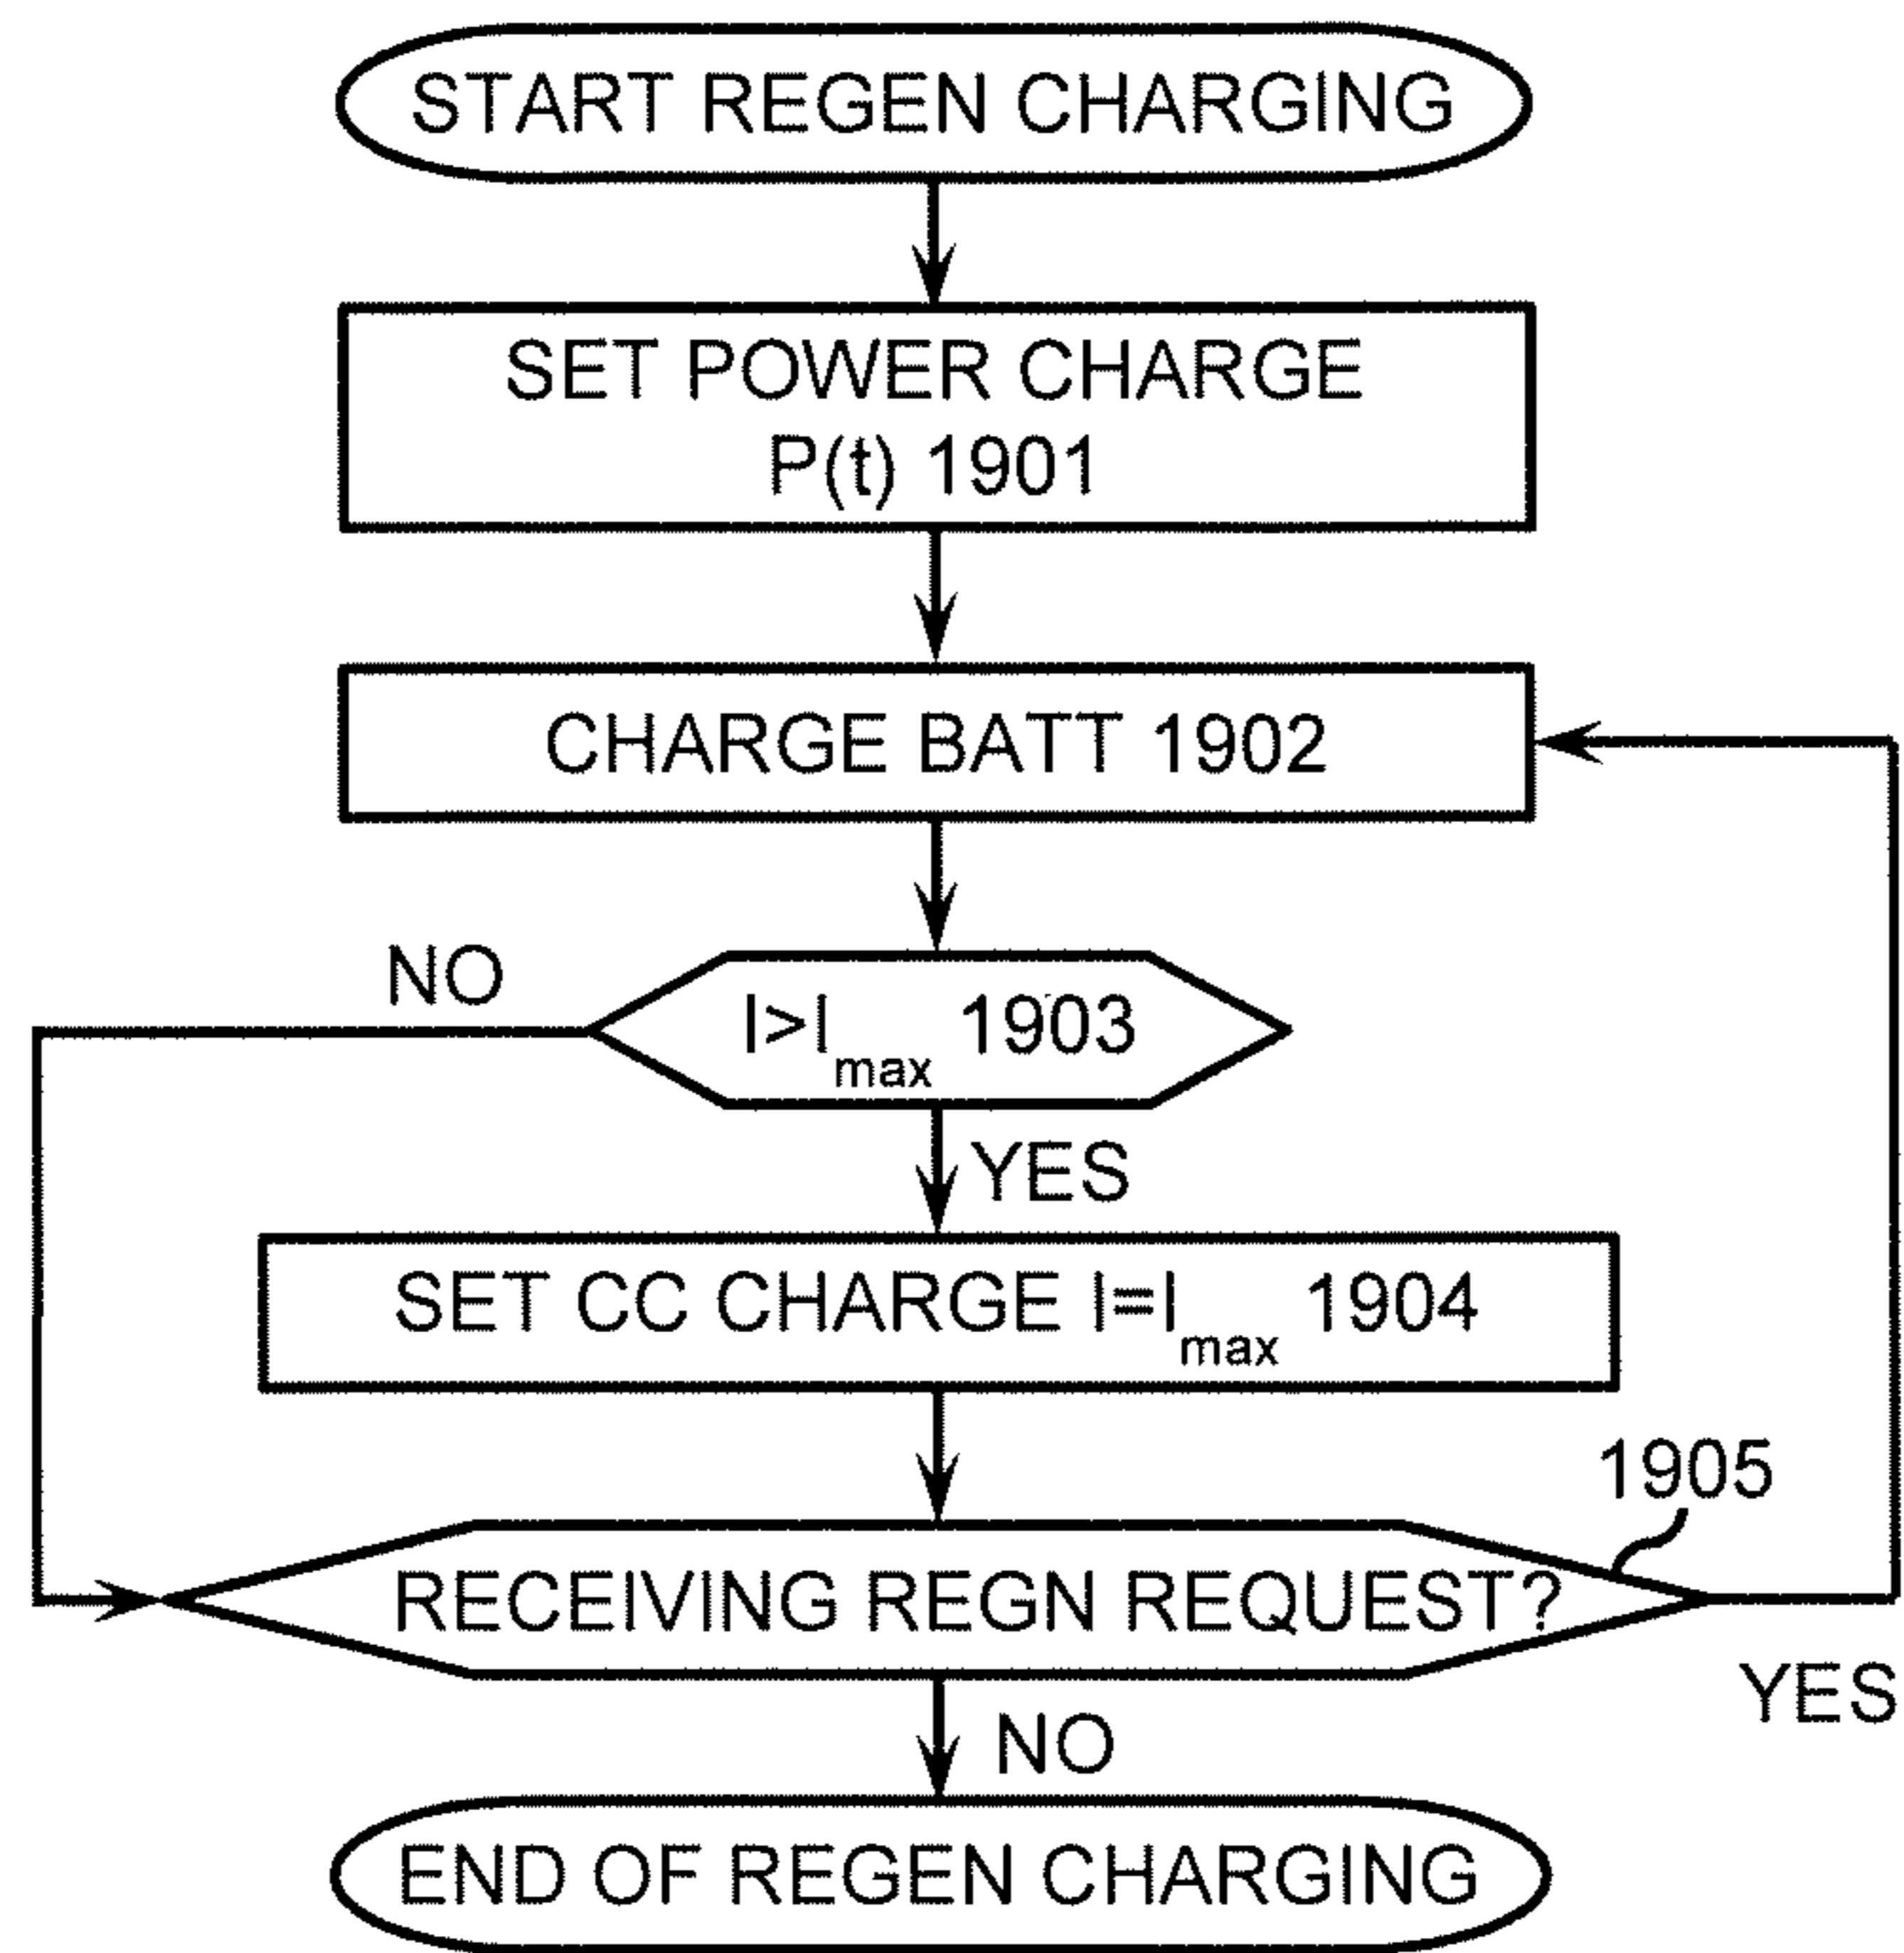 START REGEN CHARGING
SET POWER CHARGE
P(t) 1901
CHARGE BATT 1902
NO
I>Imax 1903
YES
SET CC CHARGE I=Imax 1904
1905
RECEIVING REGN REQUEST?
YES
NO
END OF REGEN CHARGING